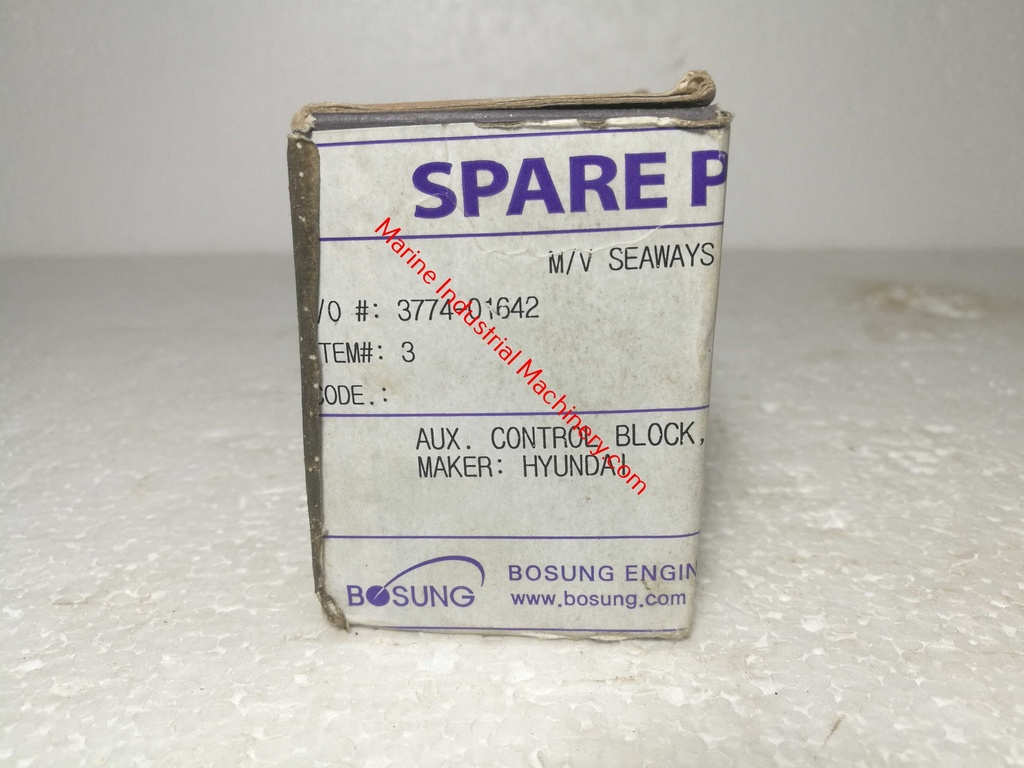 SPARE P
M/V SEAWAYS
/O #: 3774-01642
TEM#: 3
ODE.:
AUX. CONTROL BLOCK,
MAKER: HYUNDAI
BOSUNG
BOSUNG ENGIN
www.bosung.com
Marine Industrial Machinery.com